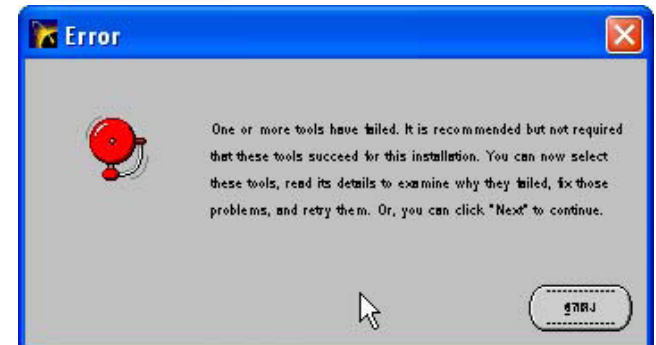 Error
One or more tools have failed. It is recommended but not required
that these tools succeed for this installation. You can now select
these tools, read its details to examine why they failed, fix those
problems, and retry them. Or, you can click "Next" to continue.
ตกลง